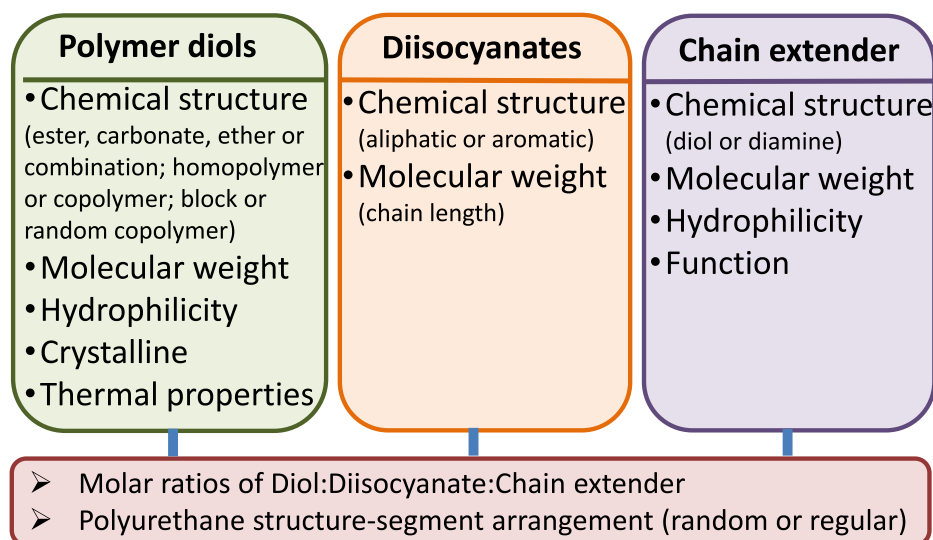 Polymer diols
•Chemical structure
(ester, carbonate, ether or
combination; homopolymer
or copolymer; block or
random copolymer)
•Molecular weight
•Hydrophilicity
•Crystalline
•Thermal properties
Diisocyanates
•Chemical structure
(aliphatic or aromatic)
•Molecular weight
(chain length)
Chain extender
•Chemical structure
(diol or diamine)
•Molecular weight
•Hydrophilicity
•Function
➢ Molar ratios of Diol:Diisocyanate:Chain extender
➢ Polyurethane structure-segment arrangement (random or regular)